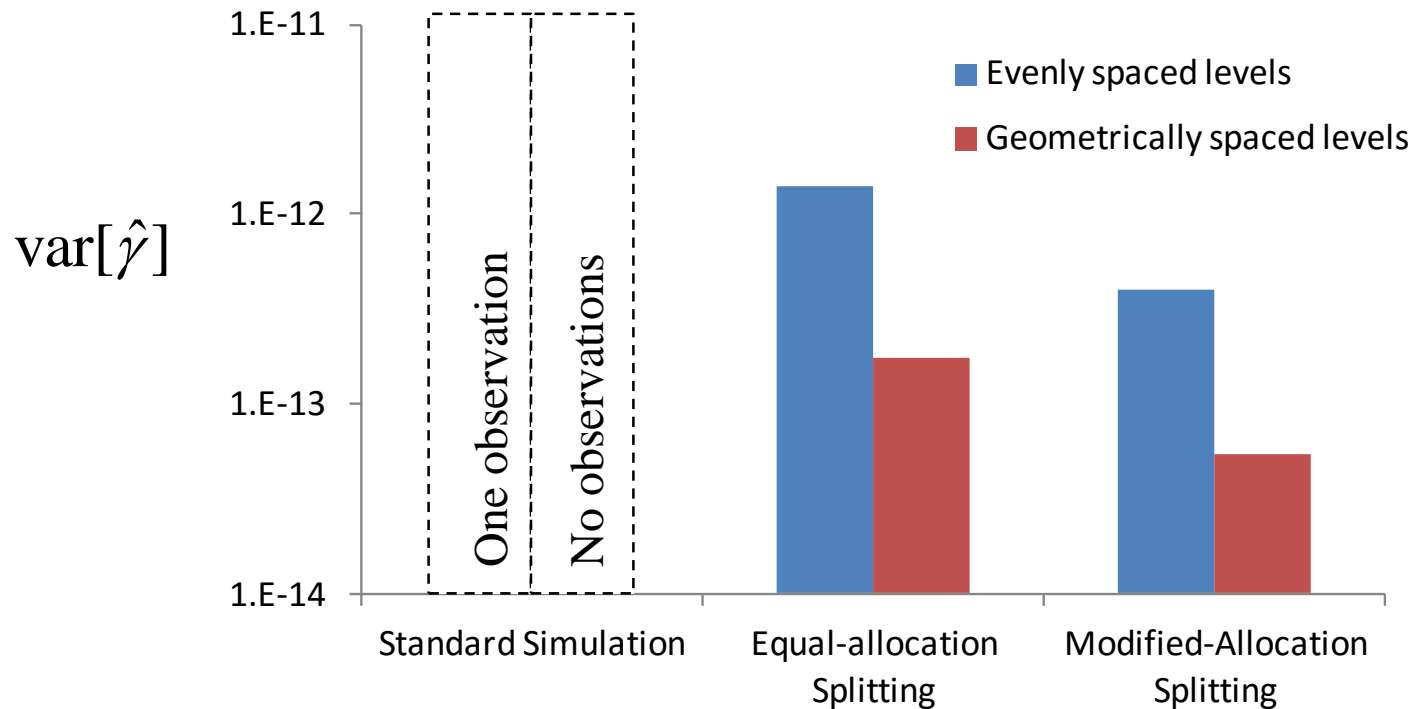 1.E-11
1.E-12
1.E-13
1.E-14
var[γ̂]
One observation
No observations
Evenly spaced levels
Geometrically spaced levels
Standard Simulation
Equal-allocation
Splitting
Modified-Allocation
Splitting